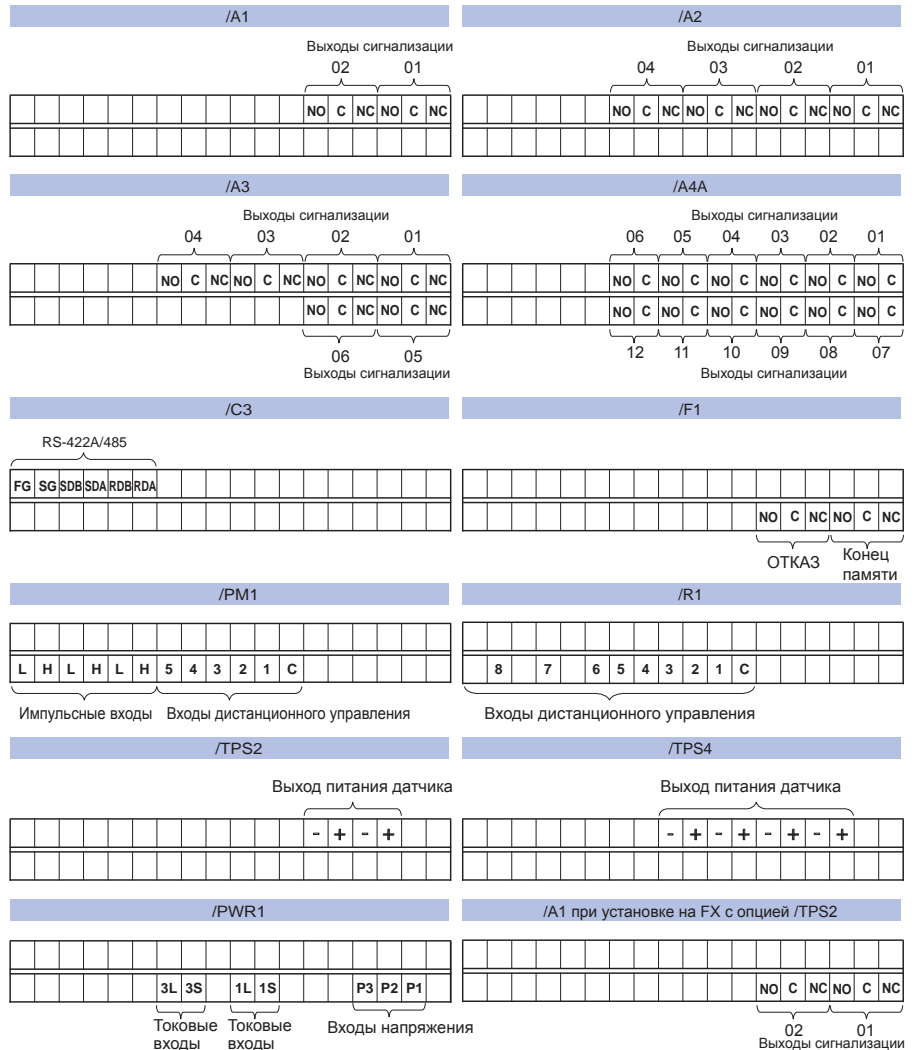 /A1
/A2
Выходы сигнализации
02 01
NO C NC NO C NC
Выходы сигнализации
04 03 02 01
NO C NC NO C NC NO C NC NO C NC
/A3
/A4A
Выходы сигнализации
04 03 02 01
NO C NC NO C NC NO C NC NO C NC
NO C NC NO C NC
06 05
Выходы сигнализации
Выходы сигнализации
06 05 04 03 02 01
NO C NO C NO C NO C NO C NO C
NO C NO C NO C NO C NO C NO C
12 11 10 09 08 07
Выходы сигнализации
/C3
/F1
RS-422A/485
FG SG SDB SDA RDB RDA
NO C NC NO C NC
ОТКАЗ Конец
памяти
/PM1
/R1
L H L H L H 5 4 3 2 1 C
Импульсные входы Входы дистанционного управления
8 7 6 5 4 3 2 1 C
Входы дистанционного управления
/TPS2
/TPS4
Выход питания датчика
- + - +
Выход питания датчика
- + - + - + - +
/PWR1
/A1 при установке на FX с опцией /TPS2
3L 3S 1L 1S P3 P2 P1
Токовые входы
Токовые входы
Входы напряжения
NO C NC NO C NC
02 01
Выходы сигнализации